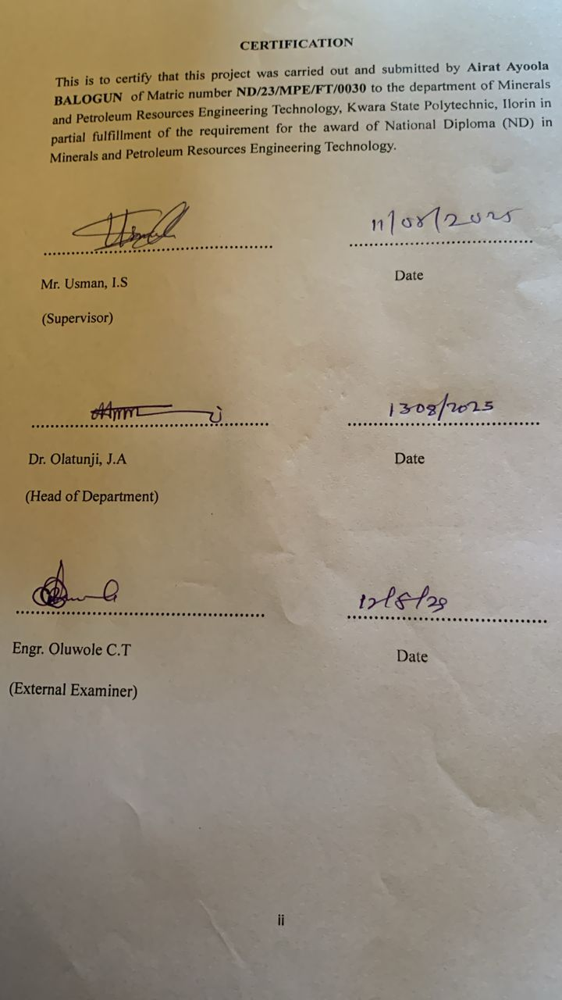 CERTIFICATION
This is to certify that this project was carried out and submitted by Airat Ayoola
BALOGUN of Matric number ND/23/MPE/FT/0030 to the department of Minerals
and Petroleum Resources Engineering Technology, Kwara State Polytechnic, Ilorin in
partial fulfillment of the requirement for the award of National Diploma (ND) in
Minerals and Petroleum Resources Engineering Technology.
11/08/2025
Mr. Usman, I.S
Date
(Supervisor)
1308/2025
Dr. Olatunji, J.A
Date
(Head of Department)
Engr. Oluwole C.T
Date
(External Examiner)
ii